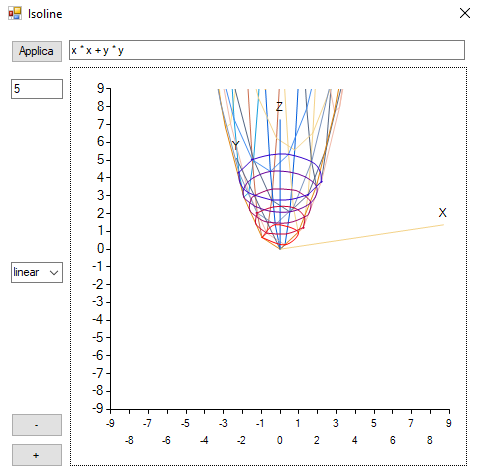 Isoline
Applica
x * x + y * y
5
linear
-
+
9
8
7
6
5
4
3
2
1
0
-1
-2
-3
-4
-5
-6
-7
-8
-9
Z
Y
X
-9 -7 -5 -3 -1 1 3 5 7 9
-8 -6 -4 -2 0 2 4 6 8